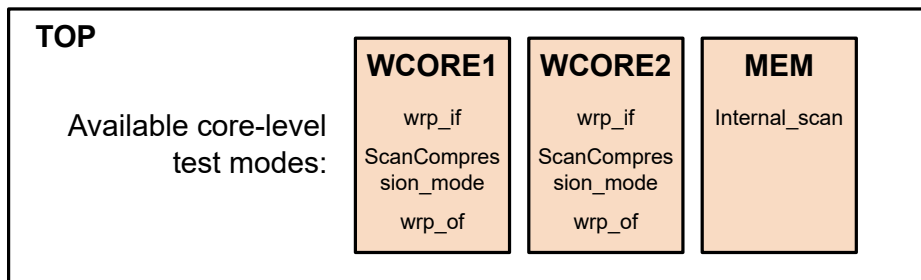 TOP
Available core-level
test modes:
WCORE1
wrp_if
ScanCompres
sion_mode
wrp_of
WCORE2
wrp_if
ScanCompres
sion_mode
wrp_of
MEM
Internal_scan